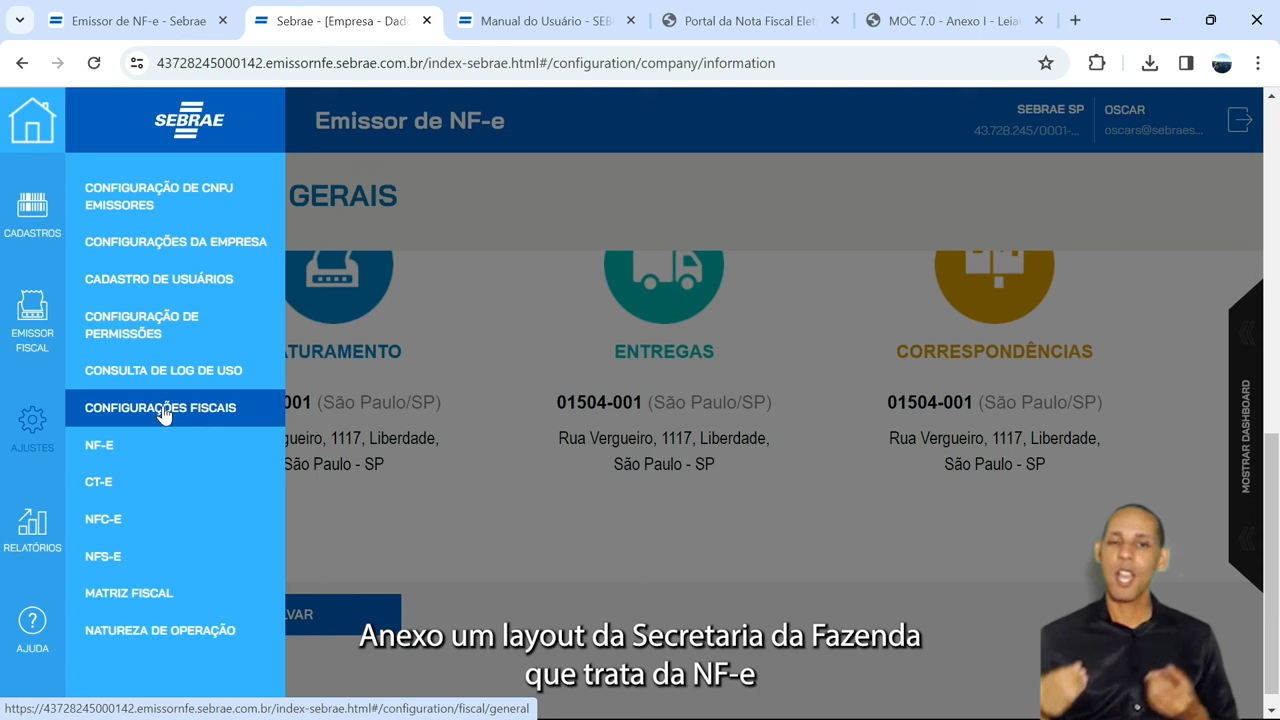 Emissor de NF-e - Sebrae
Sebrae - [Empresa - Dado
Manual do Usuário - SEB
Portal da Nota Fiscal Elet
MOC 7.0 - Anexo I - Leia
43728245000142.emissornfe.sebrae.com.br/index-sebrae.html#/configuration/company/information
SEBRAE
Emissor de NF-e
SEBRAE SP
43.728.245/0001-...
OSCAR
oscars@sebraes...
CADASTROS
EMISSOR
FISCAL
AJUSTES
RELATÓRIOS
AJUDA
CONFIGURAÇÃO DE CNPJ
EMISSORES
CONFIGURAÇÕES DA EMPRESA
CADASTRO DE USUÁRIOS
CONFIGURAÇÃO DE
PERMISSÕES
CONSULTA DE LOG DE USO
CONFIGURAÇÕES FISCAIS
NF-E
CT-E
NFC-E
NFS-E
MATRIZ FISCAL
NATUREZA DE OPERAÇÃO
GERAIS
ATURAMENTO
001 (São Paulo/SP)
gueiro, 1117, Liberdade,
São Paulo - SP
ENTREGAS
01504-001 (São Paulo/SP)
Rua Vergueiro, 1117, Liberdade,
São Paulo - SP
CORRESPONDÊNCIAS
01504-001 (São Paulo/SP)
Rua Vergueiro, 1117, Liberdade,
São Paulo - SP
MOSTRAR DASHBOARD
LVAR
Anexo um layout da Secretaria da Fazenda
que trata da NF-e
https://43728245000142.emissornfe.sebrae.com.br/index-sebrae.html#/configuration/fiscal/general